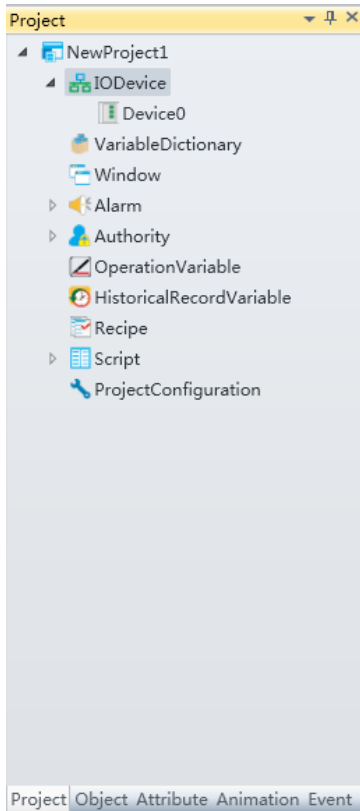 Project
NewProject1
IODevice
Device0
VariableDictionary
Window
Alarm
Authority
OperationVariable
HistoricalRecordVariable
Recipe
Script
ProjectConfiguration
Project Object Attribute Animation Event